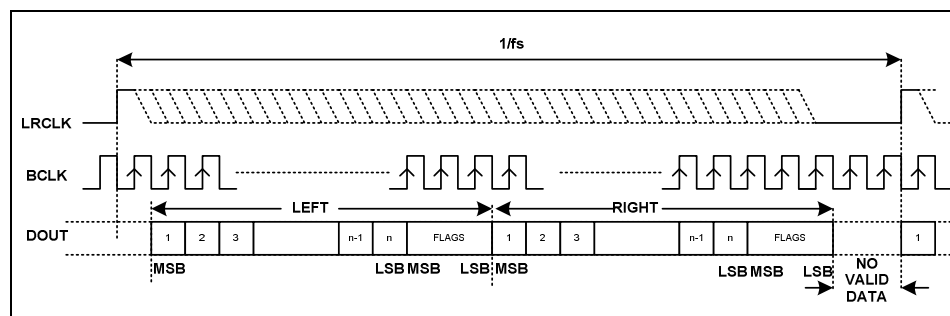 1/fs
LRCLK
BCLK
LEFT
RIGHT
DOUT
1 2 3 n-1 n FLAGS 1 2 3 n-1 n FLAGS 1
MSB LSB MSB LSB MSB LSB MSB LSB
NO
VALID
DATA